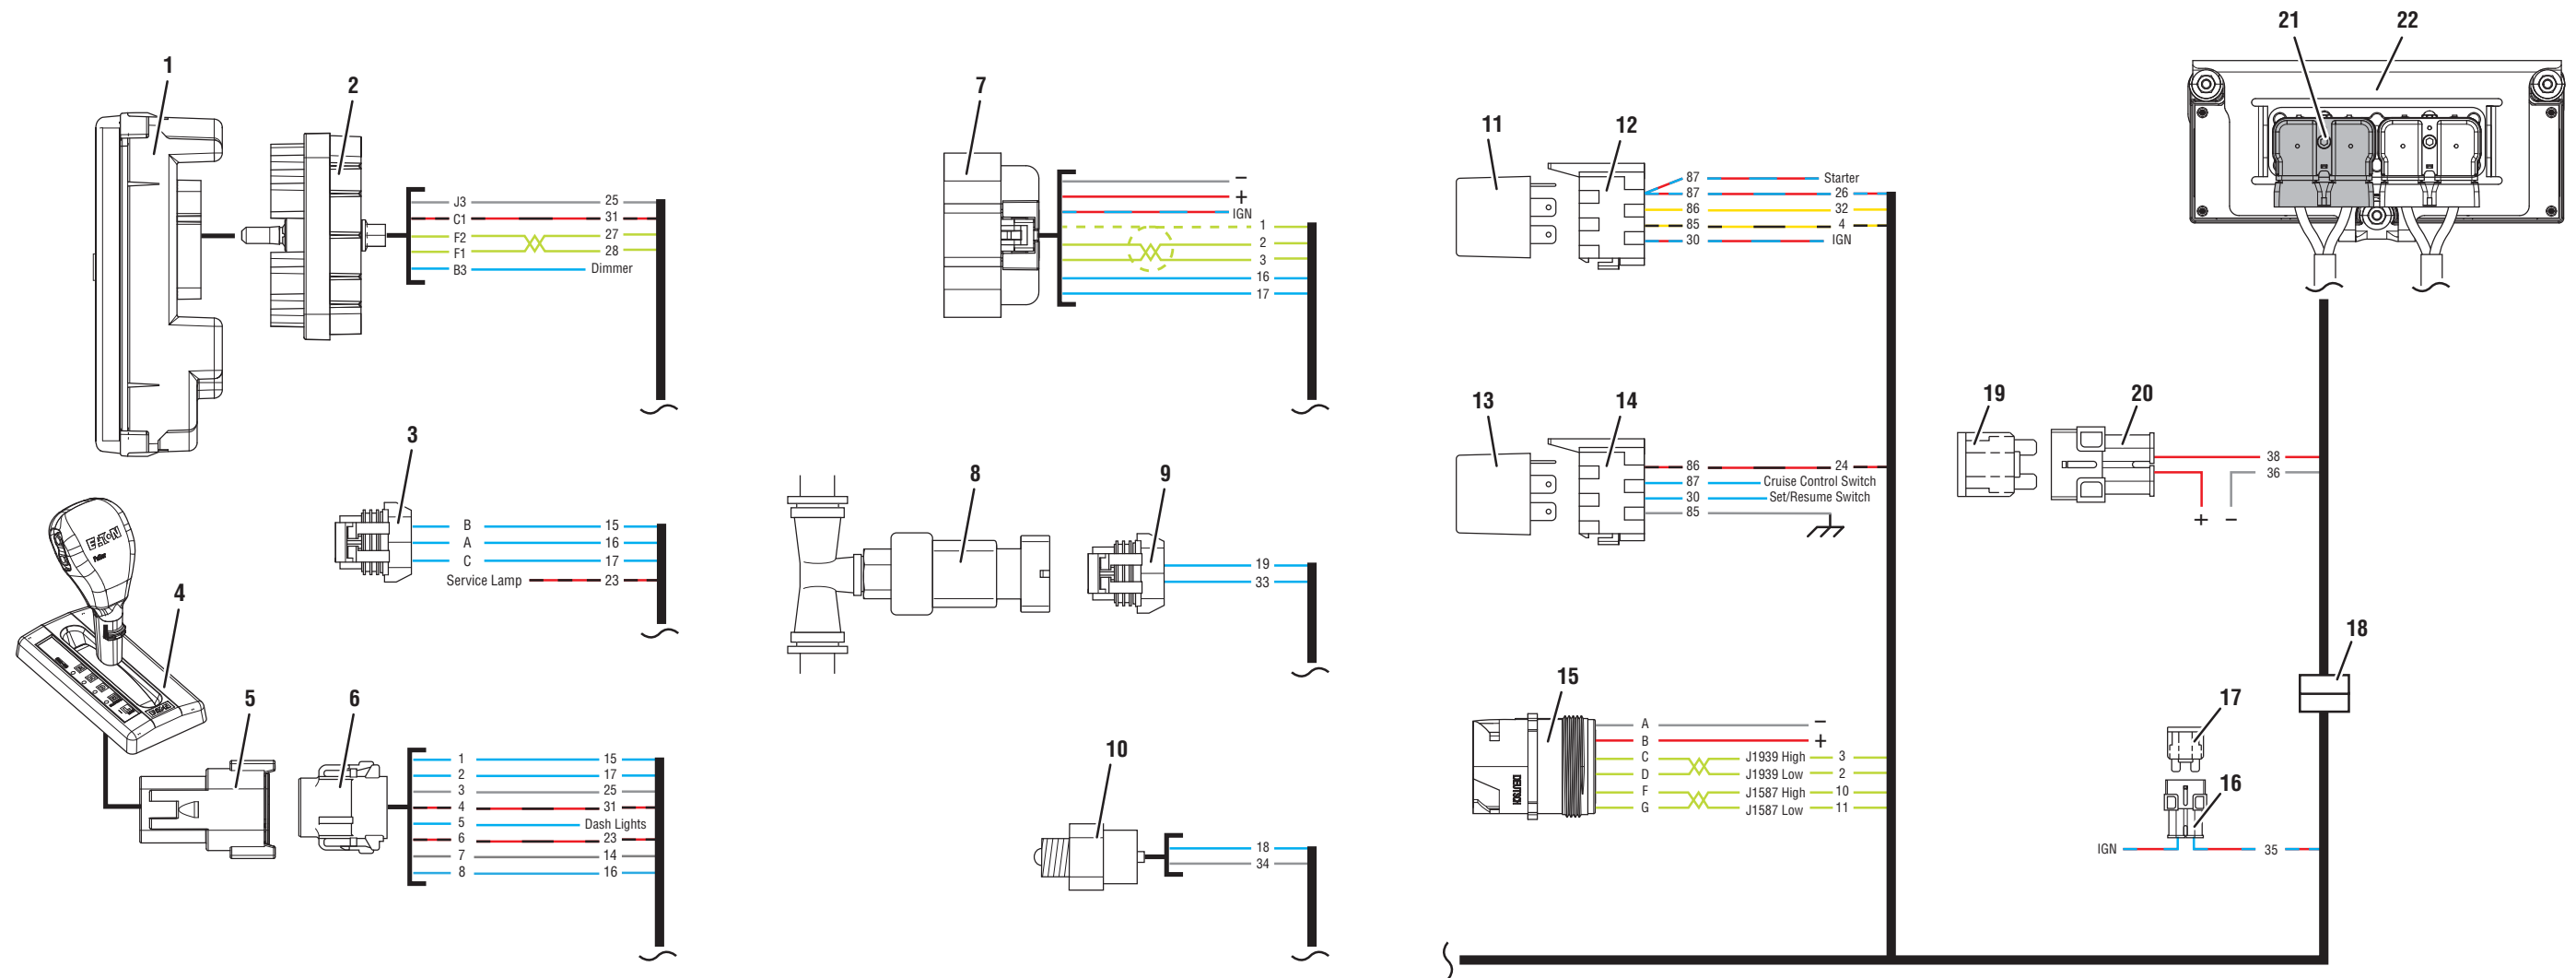 1
2
J3 25
C1 31
F2 27
F1 28
B3 Dimmer
3
B 15
A 16
C 17
Service Lamp 23
4
EATON
Fuller
5
6
1 15
2 17
3 25
4 31
5 Dash Lights
6 23
7 14
8 16
7
−
+
IGN
1
2
3
16
17
8
9
19
33
10
18
34
11
12
87 Starter
87 26
86 32
85 4
30 IGN
13
14
86 24
87 Cruise Control Switch
30 Set/Resume Switch
85
15
DEUTSCH
A −
B +
C J1939 High 3
D J1939 Low 2
F J1587 High 10
G J1587 Low 11
21
22
19
20
38
36
+ −
18
17
16
IGN 35